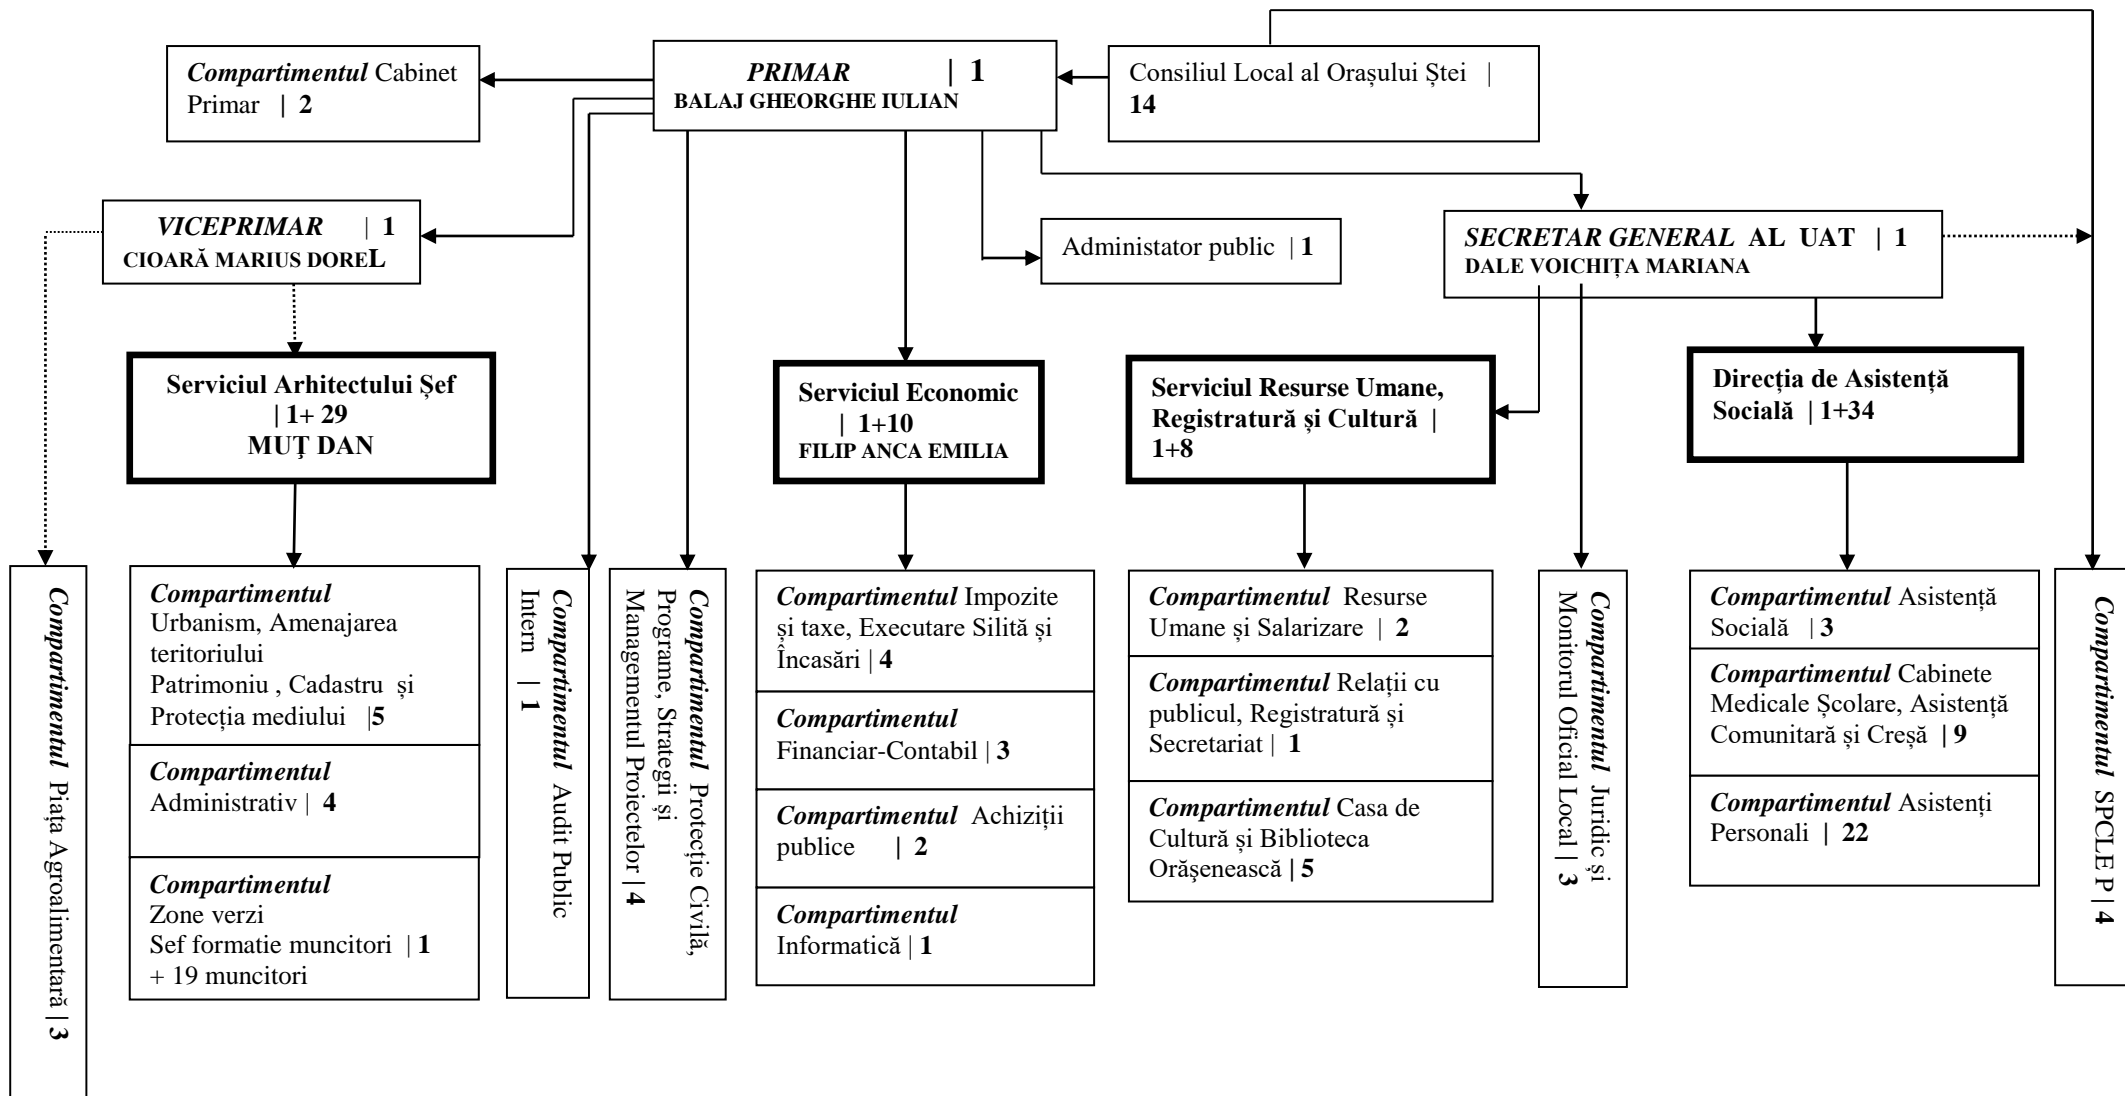 Compartimentul Cabinet
Primar | 2
PRIMAR | 1
BALAJ GHEORGHE IULIAN
Consiliul Local al Orașului Ștei |
14
VICEPRIMAR | 1
CIOARĂ MARIUS DOREL
Administator public | 1
SECRETAR GENERAL AL UAT | 1
DALE VOICHIȚA MARIANA
Serviciul Arhitectului Șef
| 1+ 29
MUŢ DAN
Serviciul Economic
| 1+10
FILIP ANCA EMILIA
Serviciul Resurse Umane,
Registratură și Cultură |
1+8
Direcția de Asistență
Socială | 1+34
Compartimentul Piața Agroalimentară | 3
Compartimentul
Urbanism, Amenajarea
teritoriului
Patrimoniu , Cadastru și
Protecția mediului |5
Compartimentul
Administrativ | 4
Compartimentul
Zone verzi
Sef formatie muncitori | 1
+ 19 muncitori
Compartimentul Audit Public
Intern | 1
Compartimentul Protecție Civilă,
Programe, Strategii și
Managementul Proiectelor | 4
Compartimentul Impozite
și taxe, Executare Silită și
Încasări | 4
Compartimentul
Financiar-Contabil | 3
Compartimentul Achiziții
publice | 2
Compartimentul
Informatică | 1
Compartimentul Resurse
Umane și Salarizare | 2
Compartimentul Relații cu
publicul, Registratură și
Secretariat | 1
Compartimentul Casa de
Cultură și Biblioteca
Orăşenească | 5
Compartimentul Juridic și
Monitorul Oficial Local | 3
Compartimentul Asistență
Socială | 3
Compartimentul Cabinete
Medicale Școlare, Asistență
Comunitară și Creșă | 9
Compartimentul Asistenți
Personali | 22
Compartimentul SPCLE P | 4